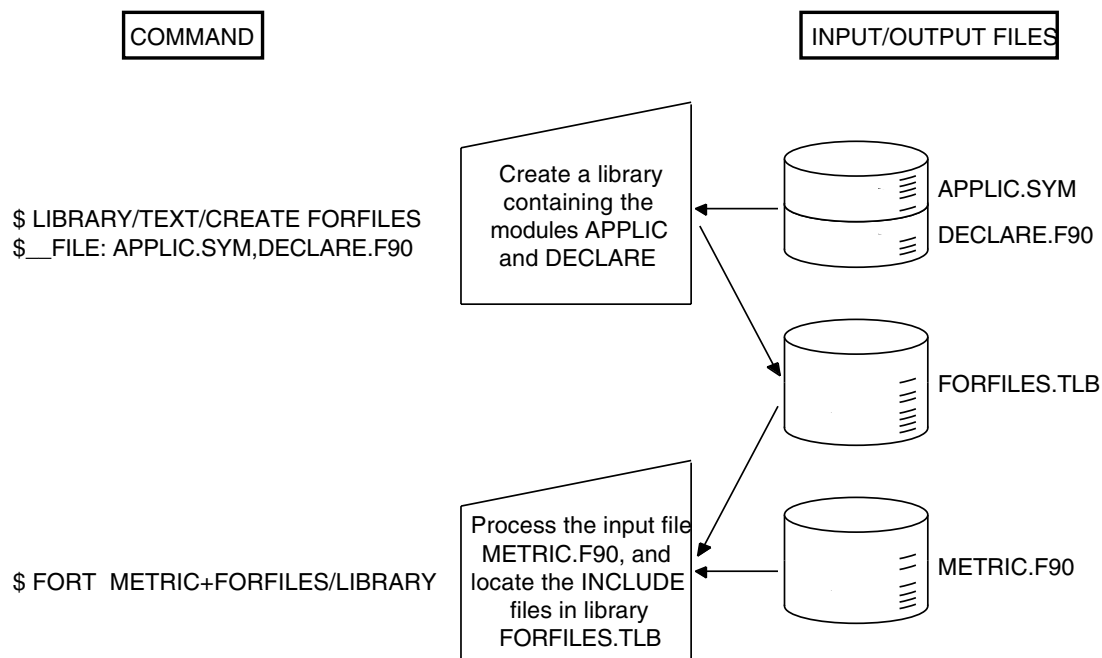 COMMAND
INPUT/OUTPUT FILES
$ LIBRARY/TEXT/CREATE FORFILES
$__FILE: APPLIC.SYM,DECLARE.F90
Create a library
containing the
modules APPLIC
and DECLARE
APPLIC.SYM
DECLARE.F90
FORFILES.TLB
$ FORT METRIC+FORFILES/LIBRARY
Process the input file
METRIC.F90, and
locate the INCLUDE
files in library
FORFILES.TLB
METRIC.F90